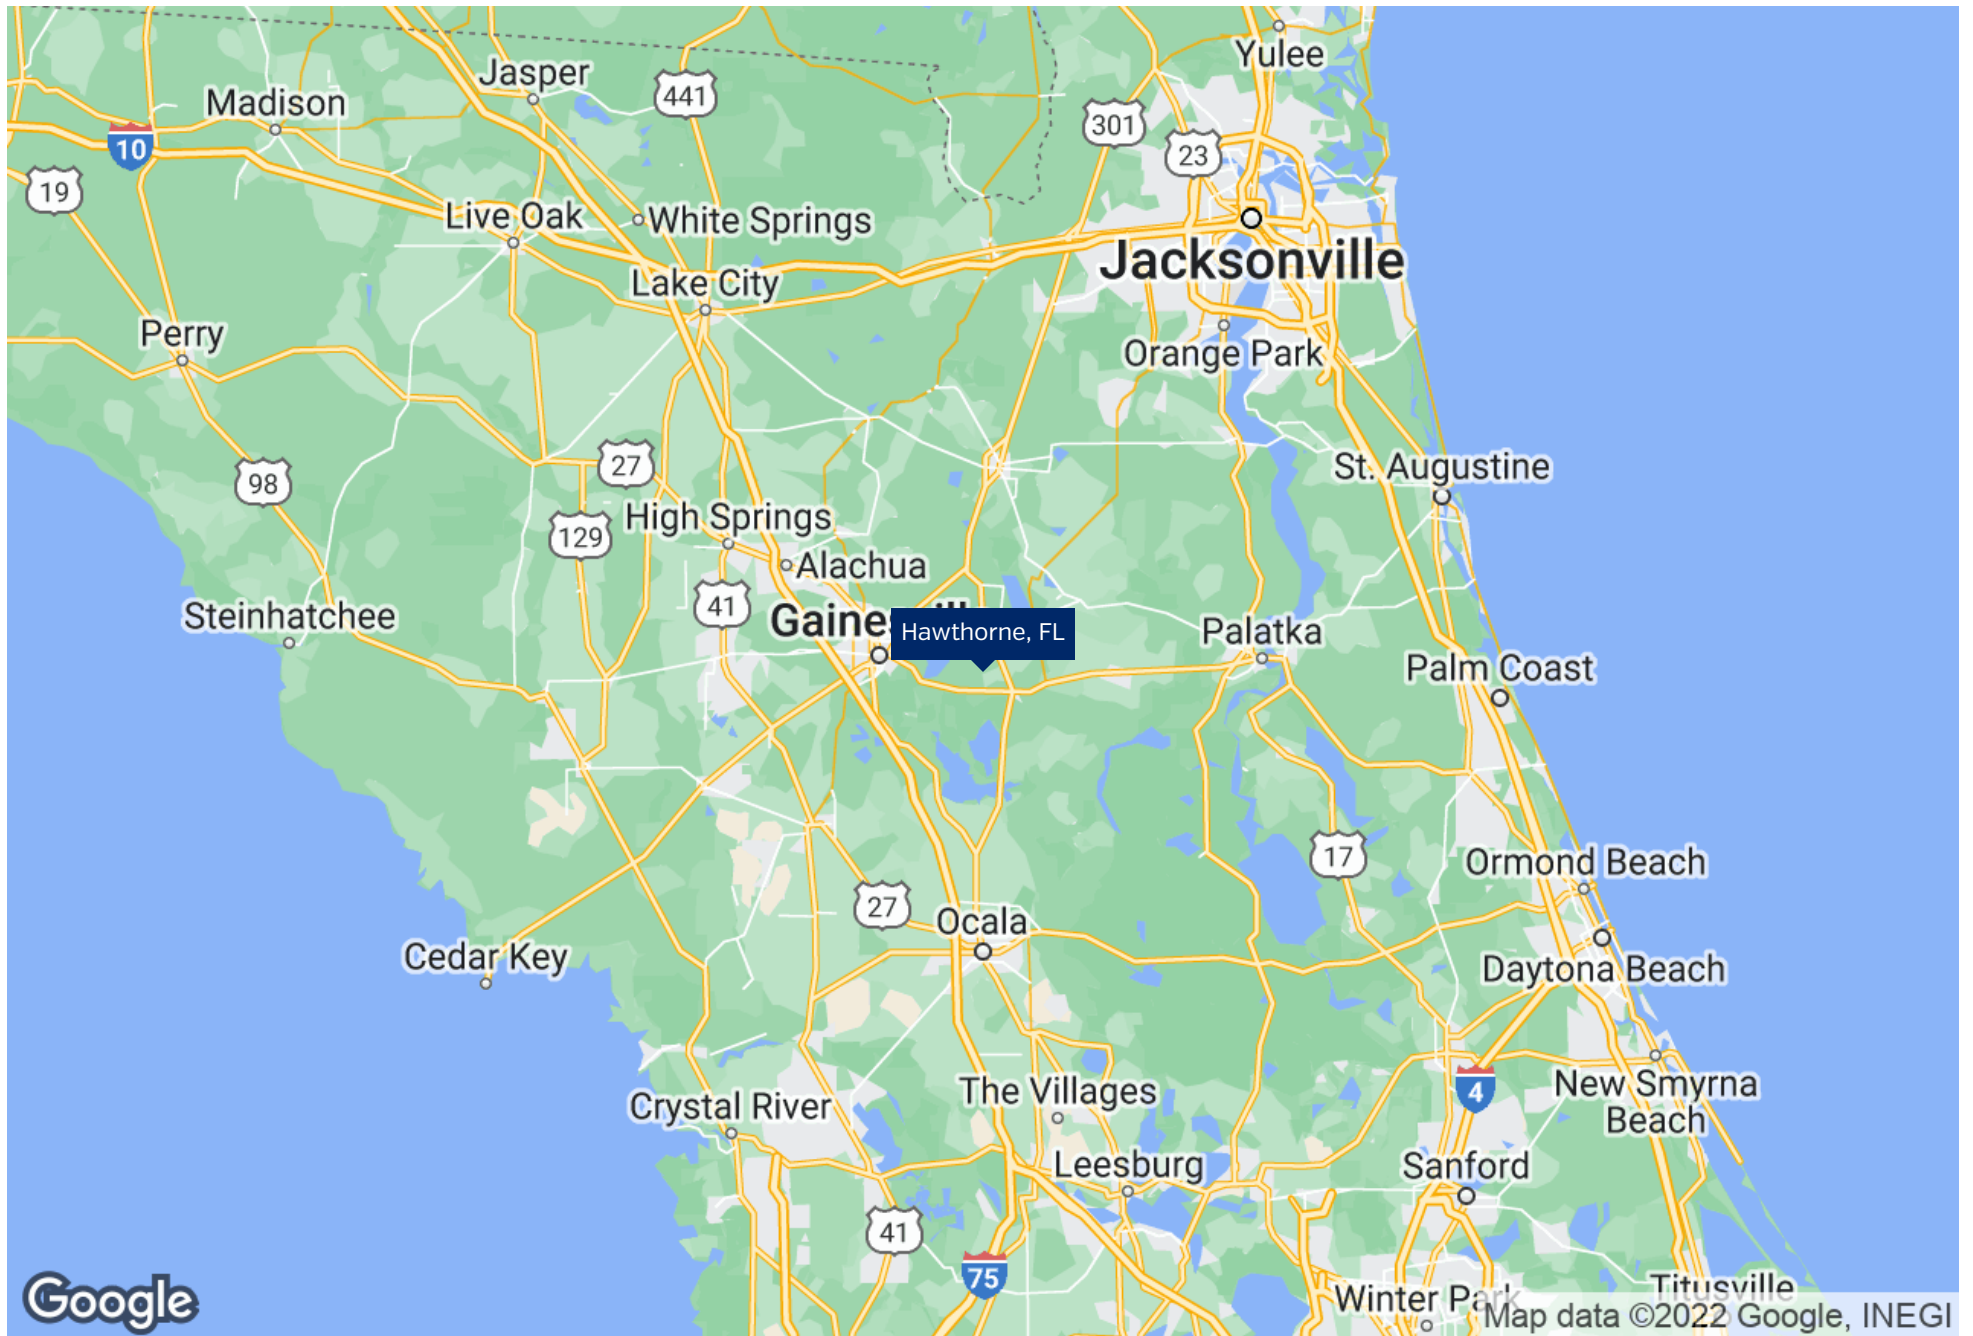 Yulee
Jasper
441
Madison
301
10
23
19
Live Oak
White Springs
Jacksonville
Lake City
Perry
Orange Park
27
St. Augustine
98
High Springs
129
Alachua
41
Steinhatchee
Gaines
Hawthorne, FL
Palatka
Palm Coast
17
Ormond Beach
27
Ocala
Cedar Key
Daytona Beach
The Villages
4
New Smyrna
Beach
Crystal River
Leesburg
Sanford
41
75
Google
Winter Park
Titusville
Map data ©2022 Google, INEGI